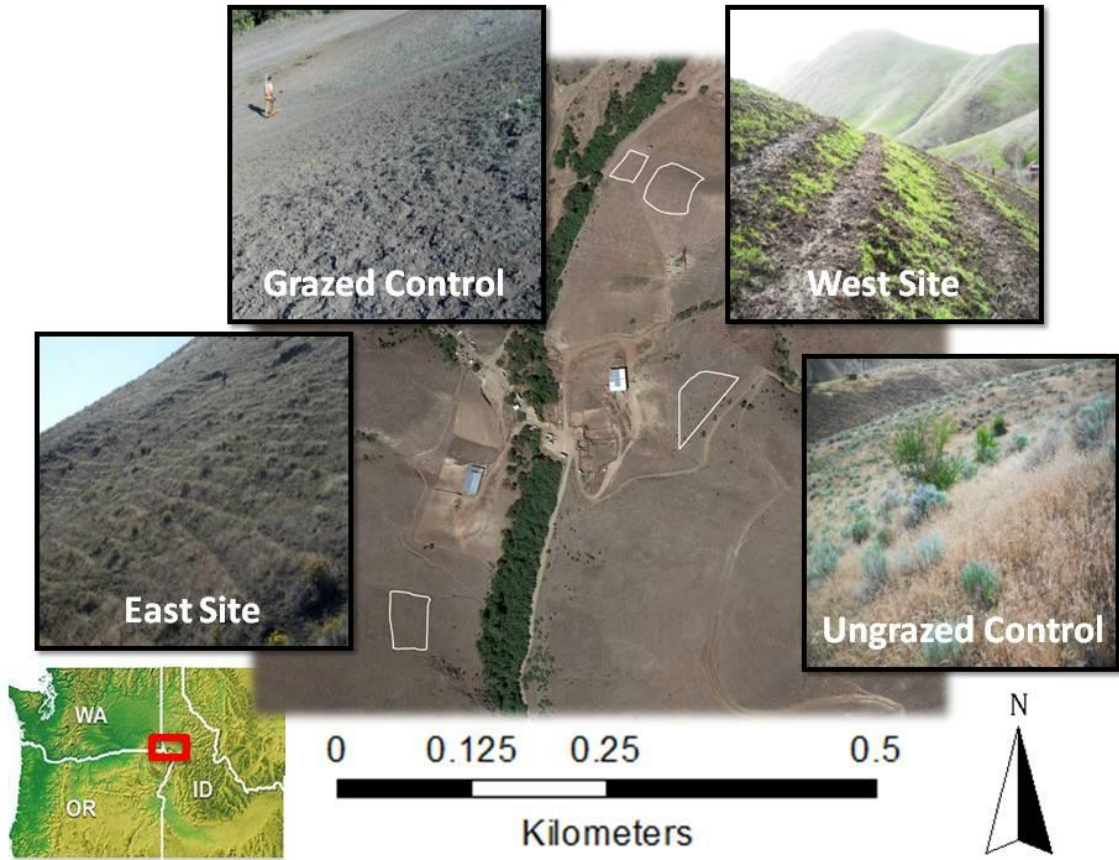 Grazed Control
West Site
East Site
Ungrazed Control
WA
OR
ID
0 0.125 0.25 0.5
Kilometers
N